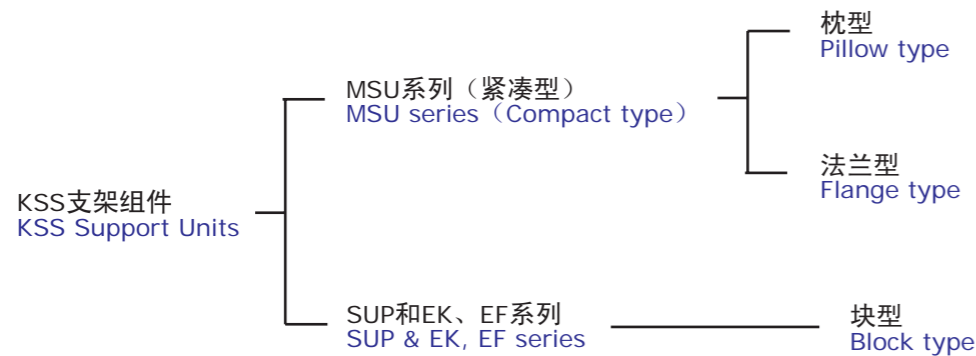 枕型
Pillow type
MSU系列（紧凑型）
MSU series（Compact type）
法兰型
Flange type
KSS支架组件
KSS Support Units
SUP和EK、EF系列
SUP & EK, EF series
块型
Block type